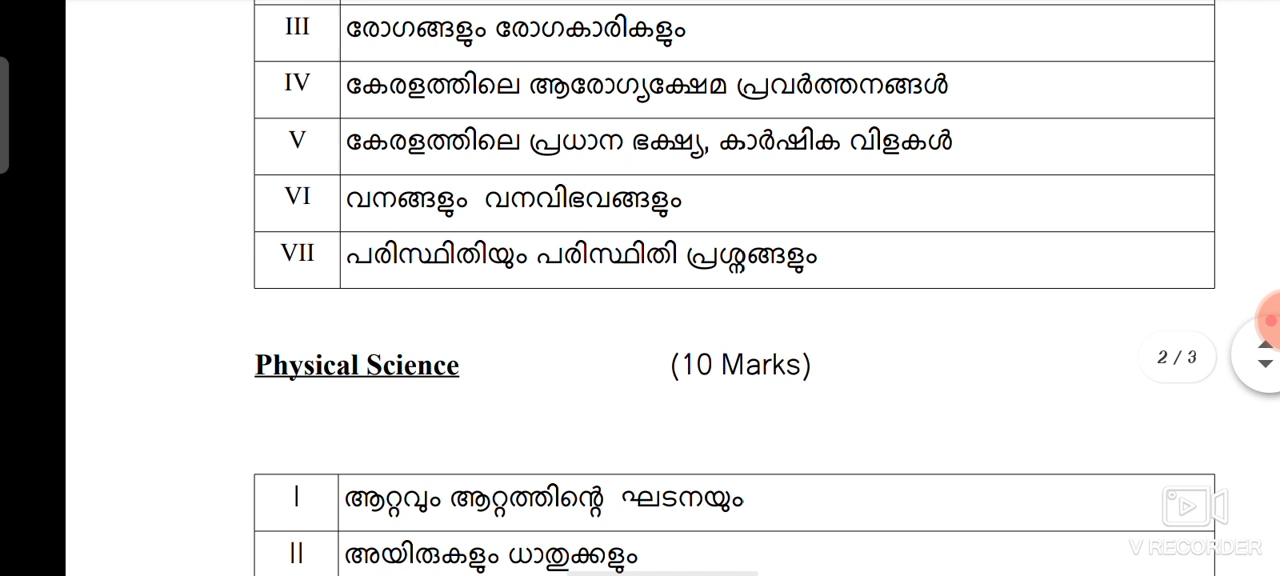 III രോഗങ്ങളും രോഗകാരികളും
IV കേരളത്തിലെ ആരോഗ്യക്ഷേമ പ്രവർത്തനങ്ങൾ
V കേരളത്തിലെ പ്രധാന ഭക്ഷ്യ, കാർഷിക വിളകൾ
VI വനങ്ങളും വനവിഭവങ്ങളും
VII പരിസ്ഥിതിയും പരിസ്ഥിതി പ്രശ്നങ്ങളും
Physical Science (10 Marks)
2 / 3
I ആറ്റവും ആറ്റത്തിന്റെ ഘടനയും
II അയിരുകളും ധാതുക്കളും
V RECORDER